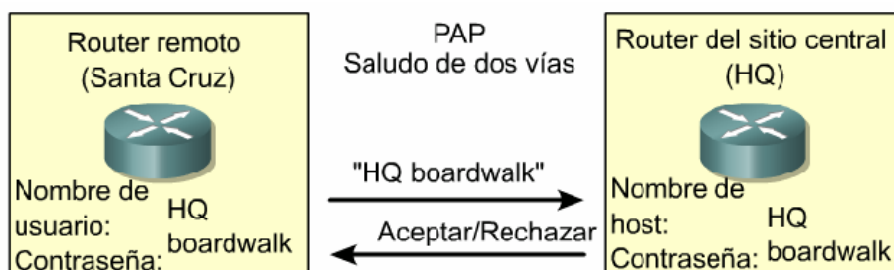 Router remoto
(Santa Cruz)
Nombre de
usuario: HQ
Contraseña: boardwalk
PAP
Saludo de dos vías
"HQ boardwalk"
Aceptar/Rechazar
Router del sitio central
(HQ)
Nombre de
host: HQ
Contraseña: boardwalk